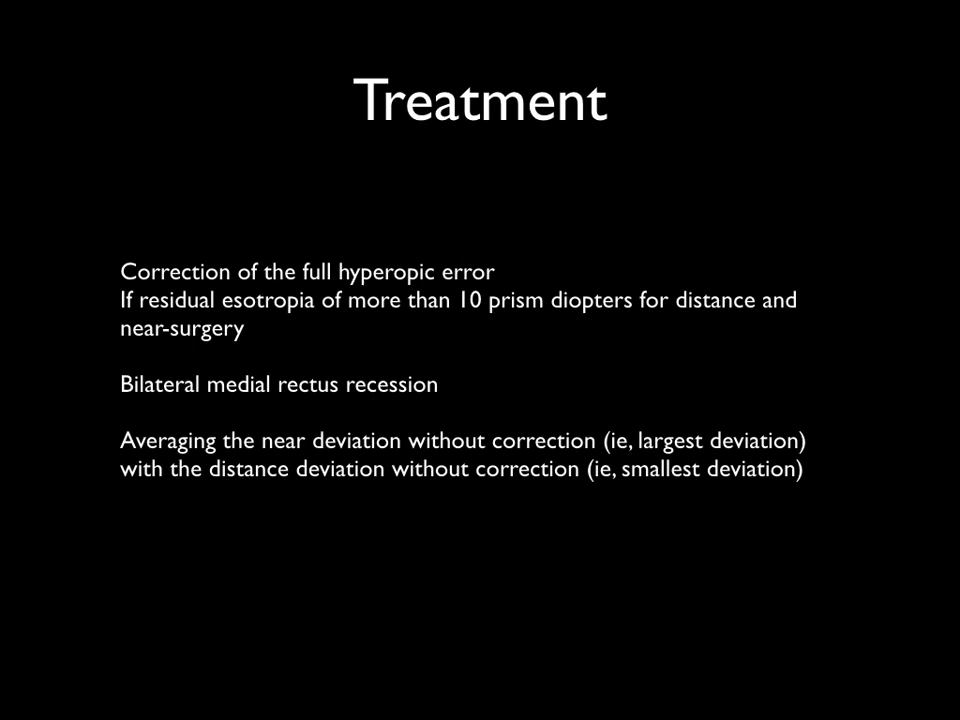 Treatment
Correction of the full hyperopic error
If residual esotropia of more than 10 prism diopters for distance and
near-surgery
Bilateral medial rectus recession
Averaging the near deviation without correction (ie, largest deviation)
with the distance deviation without correction (ie, smallest deviation)